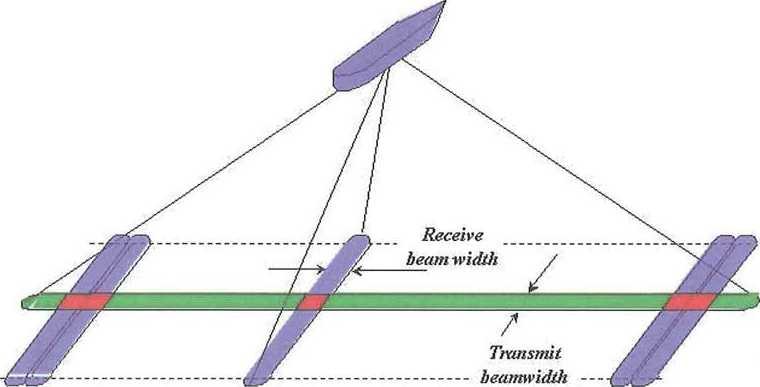 Receive
beam width
Transmit
beamwidth